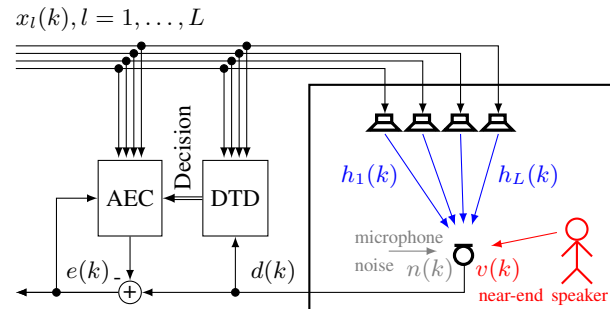 x_l(k), l = 1, . . . , L
Decision
AEC
DTD
h_1(k)
h_L(k)
microphone
noise
n(k)
v(k)
near-end speaker
e(k)
-
+
d(k)